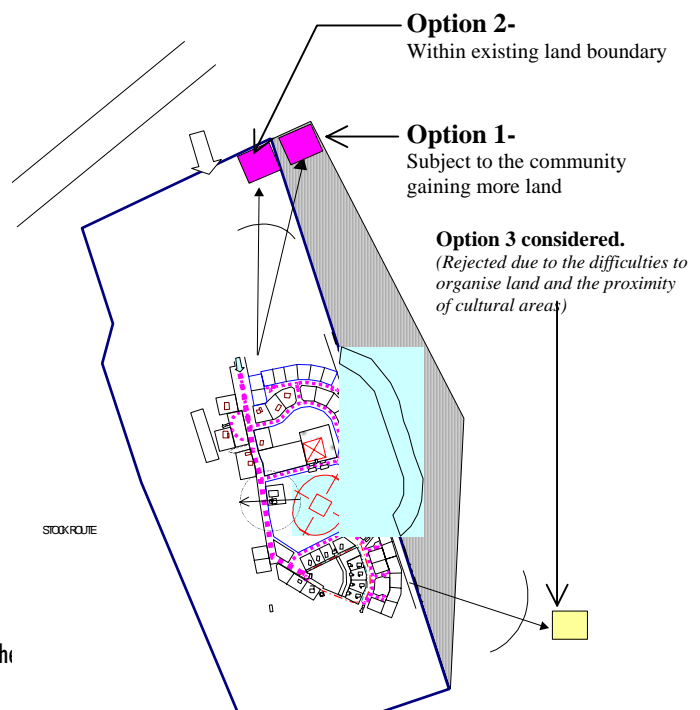 Option 2-
Within existing land boundary
Option 1-
Subject to the community
gaining more land
Option 3 considered.
(Rejected due to the difficulties to
organise land and the proximity
of cultural areas)
STOCK ROUTE
he